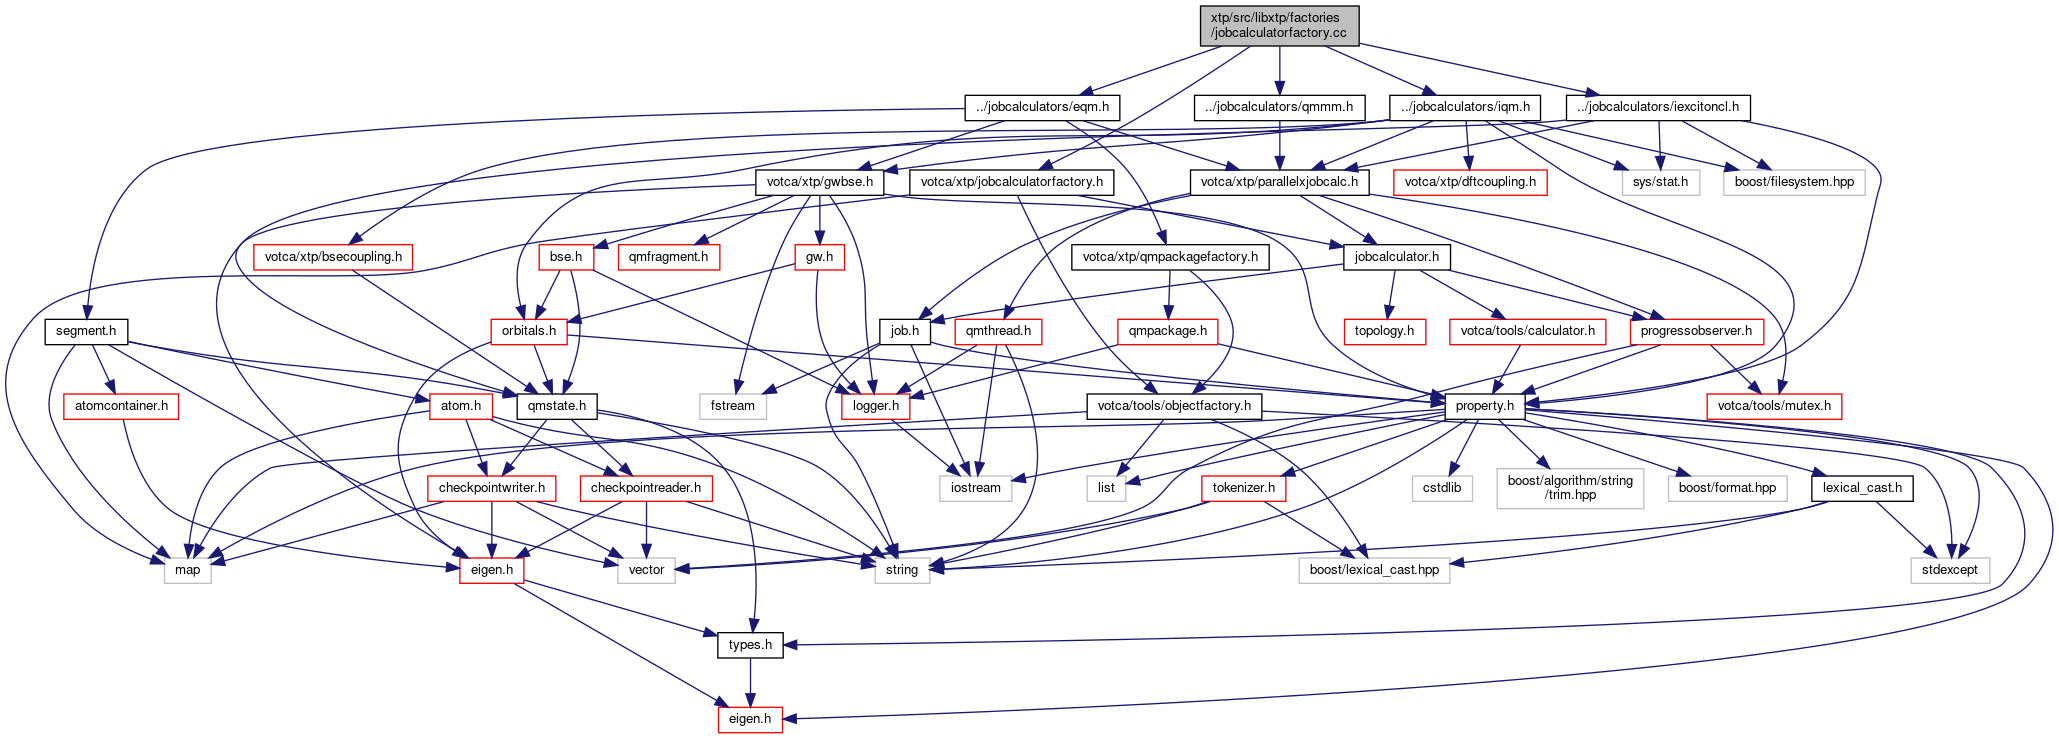 xtp/src/libxtp/factories
/jobcalculatorfactory.cc
../jobcalculators/eqm.h
../jobcalculators/qmmm.h
../jobcalculators/iqm.h
../jobcalculators/iexcitoncl.h
votca/xtp/gwbse.h
votca/xtp/jobcalculatorfactory.h
votca/xtp/parallelxjobcalc.h
votca/xtp/dftcoupling.h
sys/stat.h
boost/filesystem.hpp
votca/xtp/bsecoupling.h
bse.h
qmfragment.h
gw.h
votca/xtp/qmpackagefactory.h
jobcalculator.h
segment.h
orbitals.h
job.h
qmthread.h
qmpackage.h
topology.h
votca/tools/calculator.h
progressobserver.h
atomcontainer.h
atom.h
qmstate.h
fstream
logger.h
votca/tools/objectfactory.h
property.h
votca/tools/mutex.h
checkpointwriter.h
checkpointreader.h
iostream
list
tokenizer.h
cstdlib
boost/algorithm/string
/trim.hpp
boost/format.hpp
lexical_cast.h
map
eigen.h
vector
string
boost/lexical_cast.hpp
stdexcept
types.h
eigen.h